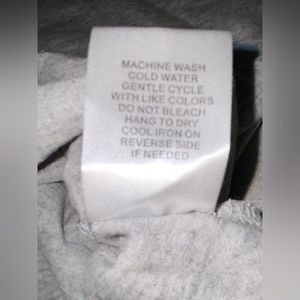 MACHINE WASH
COLD WATER
GENTLE CYCLE
WITH LIKE COLORS
DO NOT BLEACH
HANG TO DRY
COOL IRON ON
REVERSE SIDE
IF NEEDED